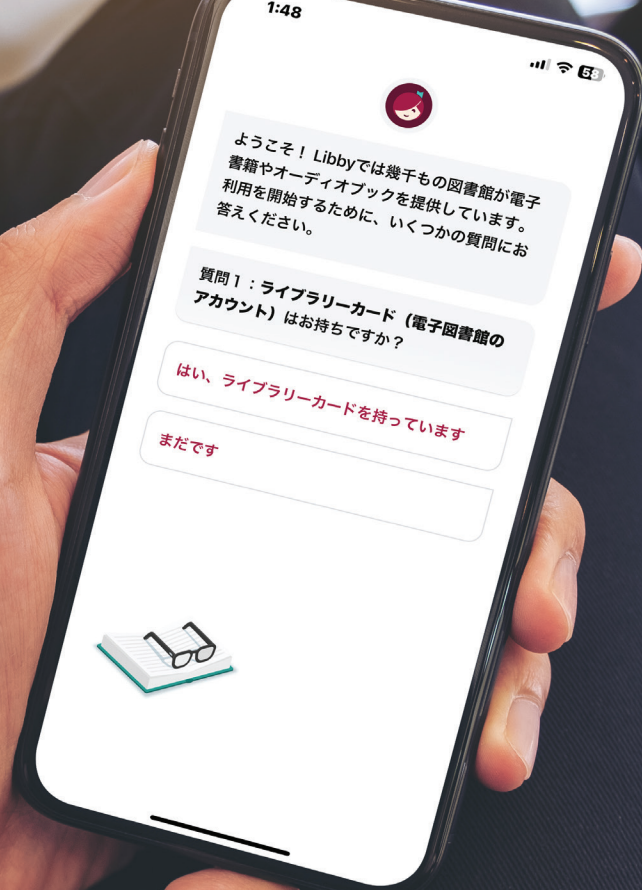 1:48
58
ようこそ！ Libbyでは幾千もの図書館が電子
書籍やオーディオブックを提供しています。
利用を開始するために、いくつかの質問にお
答えください。
質問 1 ：ライブラリーカード（電子図書館の
アカウント）はお持ちですか？
はい、ライブラリーカードを持っています
まだです